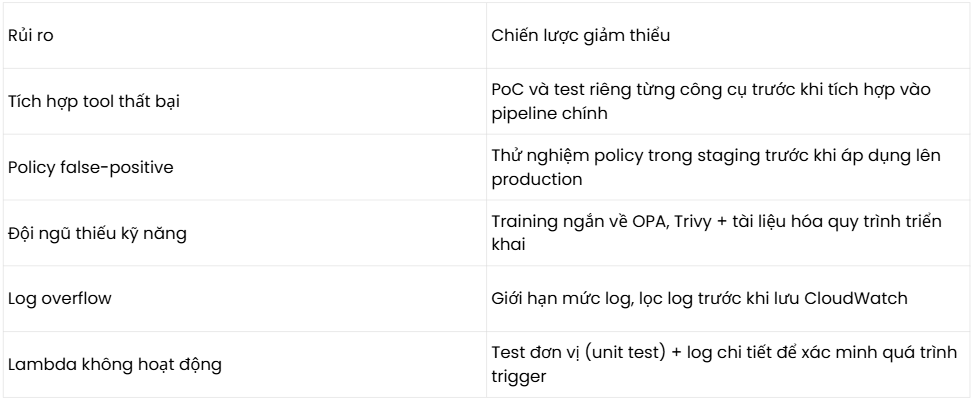 Rủi ro
Chiến lược giảm thiểu
Tích hợp tool thất bại
PoC và test riêng từng công cụ trước khi tích hợp vào
pipeline chính
Policy false-positive
Thử nghiệm policy trong staging trước khi áp dụng lên
production
Đội ngũ thiếu kỹ năng
Training ngắn về OPA, Trivy + tài liệu hóa quy trình triển
khai
Log overflow
Giới hạn mức log, lọc log trước khi lưu CloudWatch
Lambda không hoạt động
Test đơn vị (unit test) + log chi tiết để xác minh quá trình
trigger